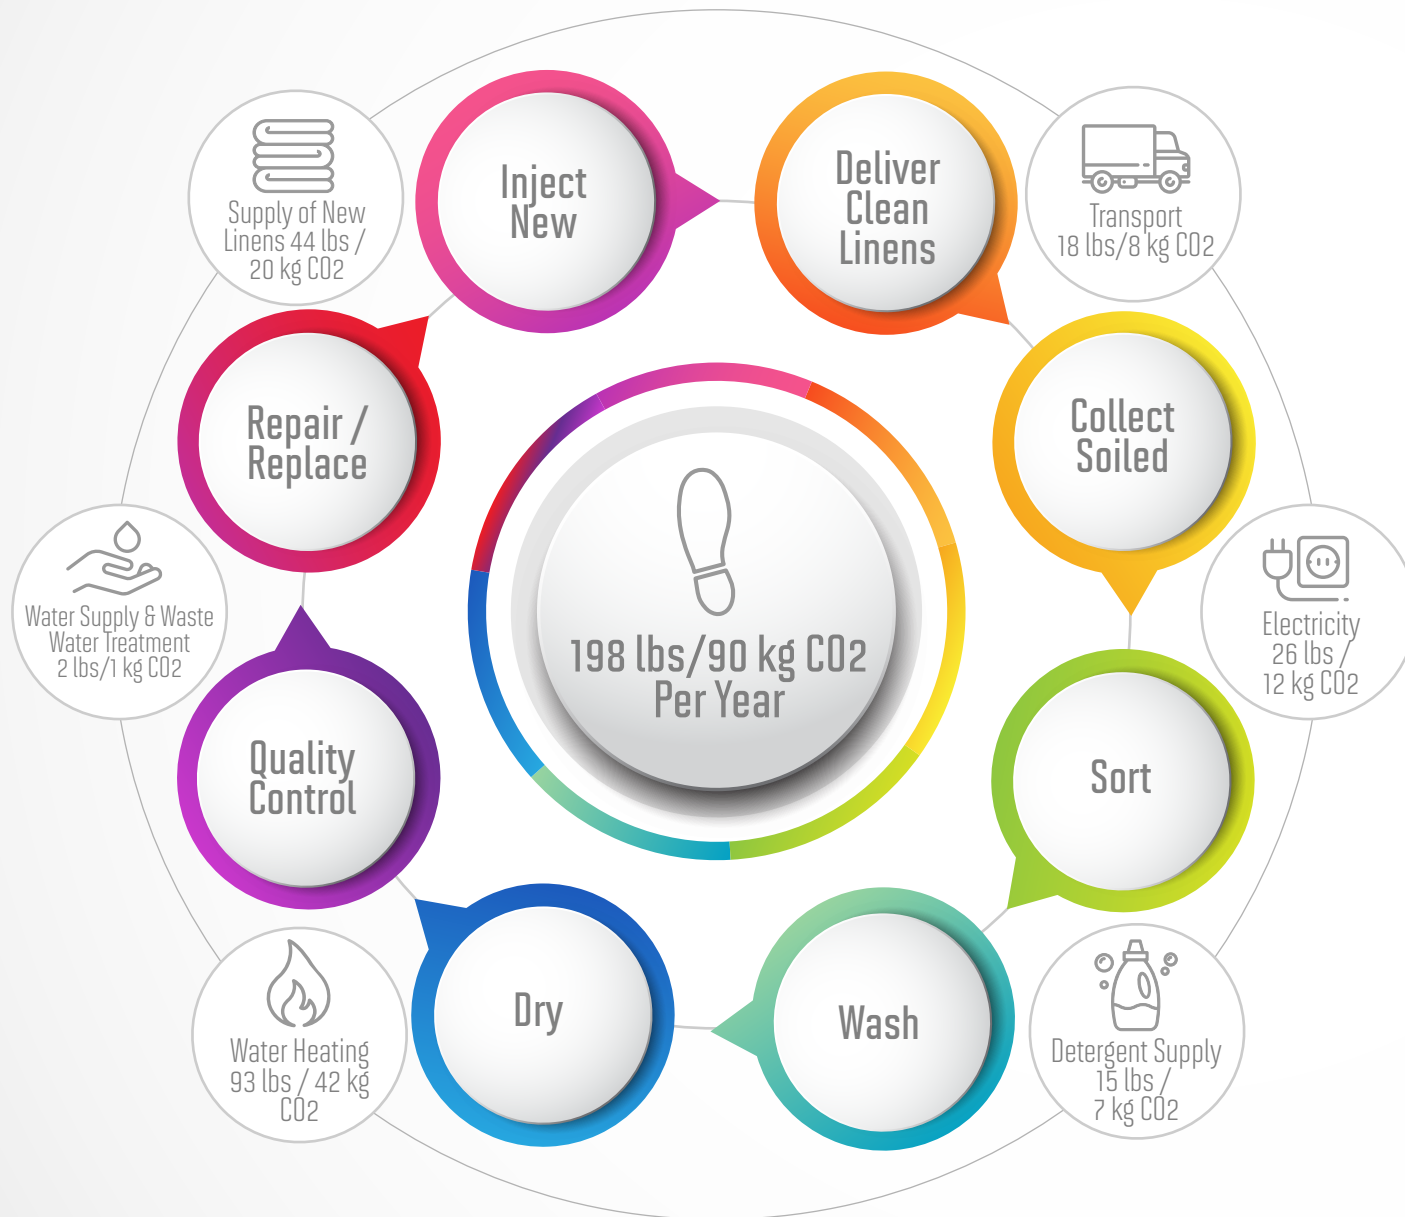 Inject
New
Deliver
Clean
Linens
Supply of New
Linens 44 lbs /
20 kg CO2
Transport
18 lbs/8 kg CO2
Repair /
Replace
Collect
Soiled
198 lbs/90 kg CO2
Per Year
Water Supply & Waste
Water Treatment
2 lbs/1 kg CO2
Electricity
26 lbs /
12 kg CO2
Quality
Control
Sort
Dry
Wash
Water Heating
93 lbs / 42 kg
CO2
Detergent Supply
15 lbs /
7 kg CO2